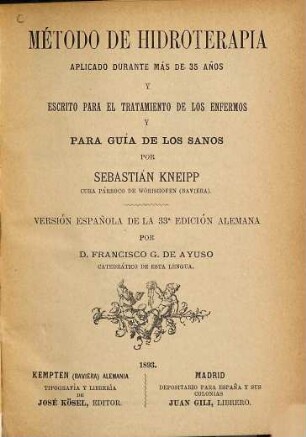 MÉTODO DE HIDROTERAPIA
APLICADO DURANTE MÁS DE 35 AÑOS
Y
ESCRITO PARA EL TRATAMIENTO DE LOS ENFERMOS
Y
PARA GUÍA DE LOS SANOS
POR
SEBASTIÁN KNEIPP
CURA PÁRROCO DE WÖRISHOFEN (BAVIERA).
VERSIÓN ESPAÑOLA DE LA 33ª EDICIÓN ALEMANA
POR
D. FRANCISCO G. DE AYUSO
CATEDRÁTICO DE ESTA LENGUA.
1893.
KEMPTEN (BAVIERA) ALEMANIA
TIPOGRAFÍA Y LIBRERÍA
DE
JOSÉ KÖSEL, EDITOR.
MADRID
DEPOSITARIO PARA ESPAÑA Y SUS
COLONIAS
JUAN GILI, LIBRERO.